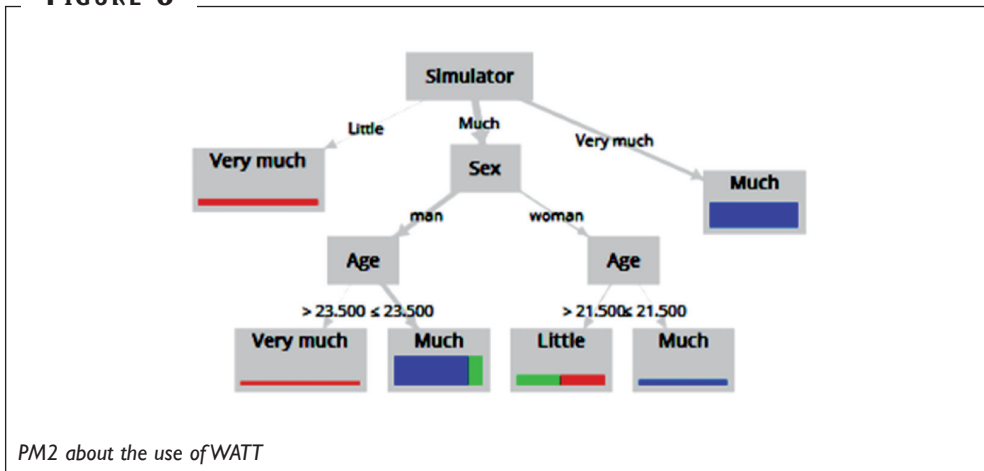 FIGURE 6
Simulator
Little
Much
Very much
Very much
Sex
Much
man
woman
Age
Age
> 23.500 ≤ 23.500
> 21.500 ≤ 21.500
Very much
Much
Little
Much
PM2 about the use of WATT